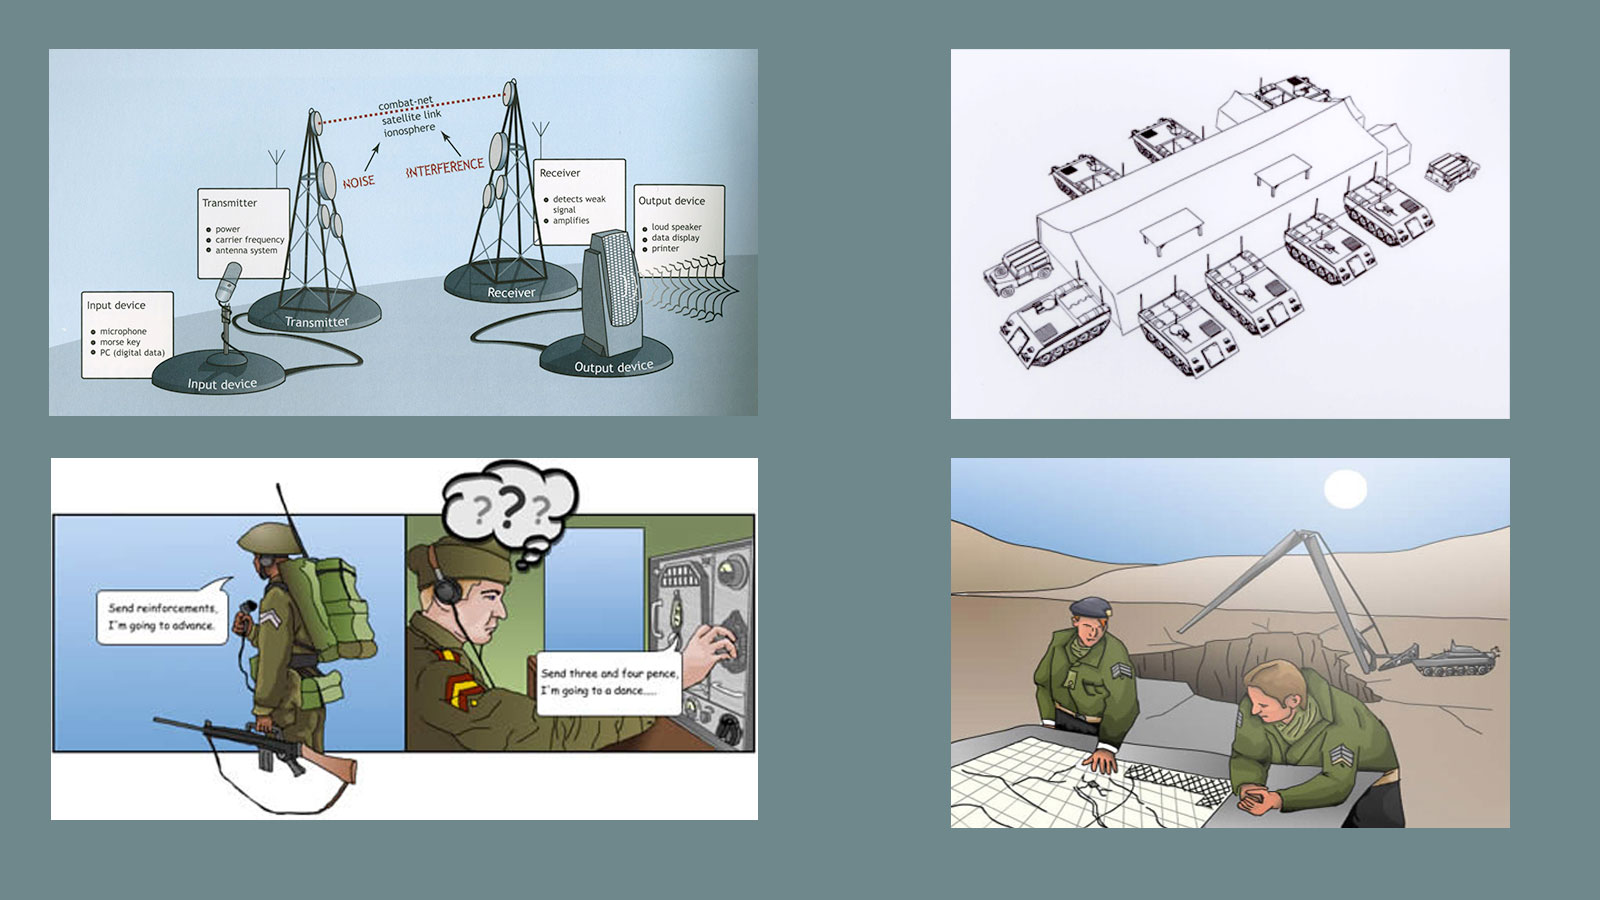 combat-net
satellite link
ionosphere
NOISE
INTERFERENCE
Transmitter
power
carrier frequency
antenna system
Receiver
detects weak
signal
amplifies
Output device
loud speaker
data display
printer
Input device
microphone
morse key
PC (digital data)
Input device
Transmitter
Receiver
Output device
Send reinforcements,
I'm going to advance.
? ? ?
Send three and four pence,
I'm going to a dance.....